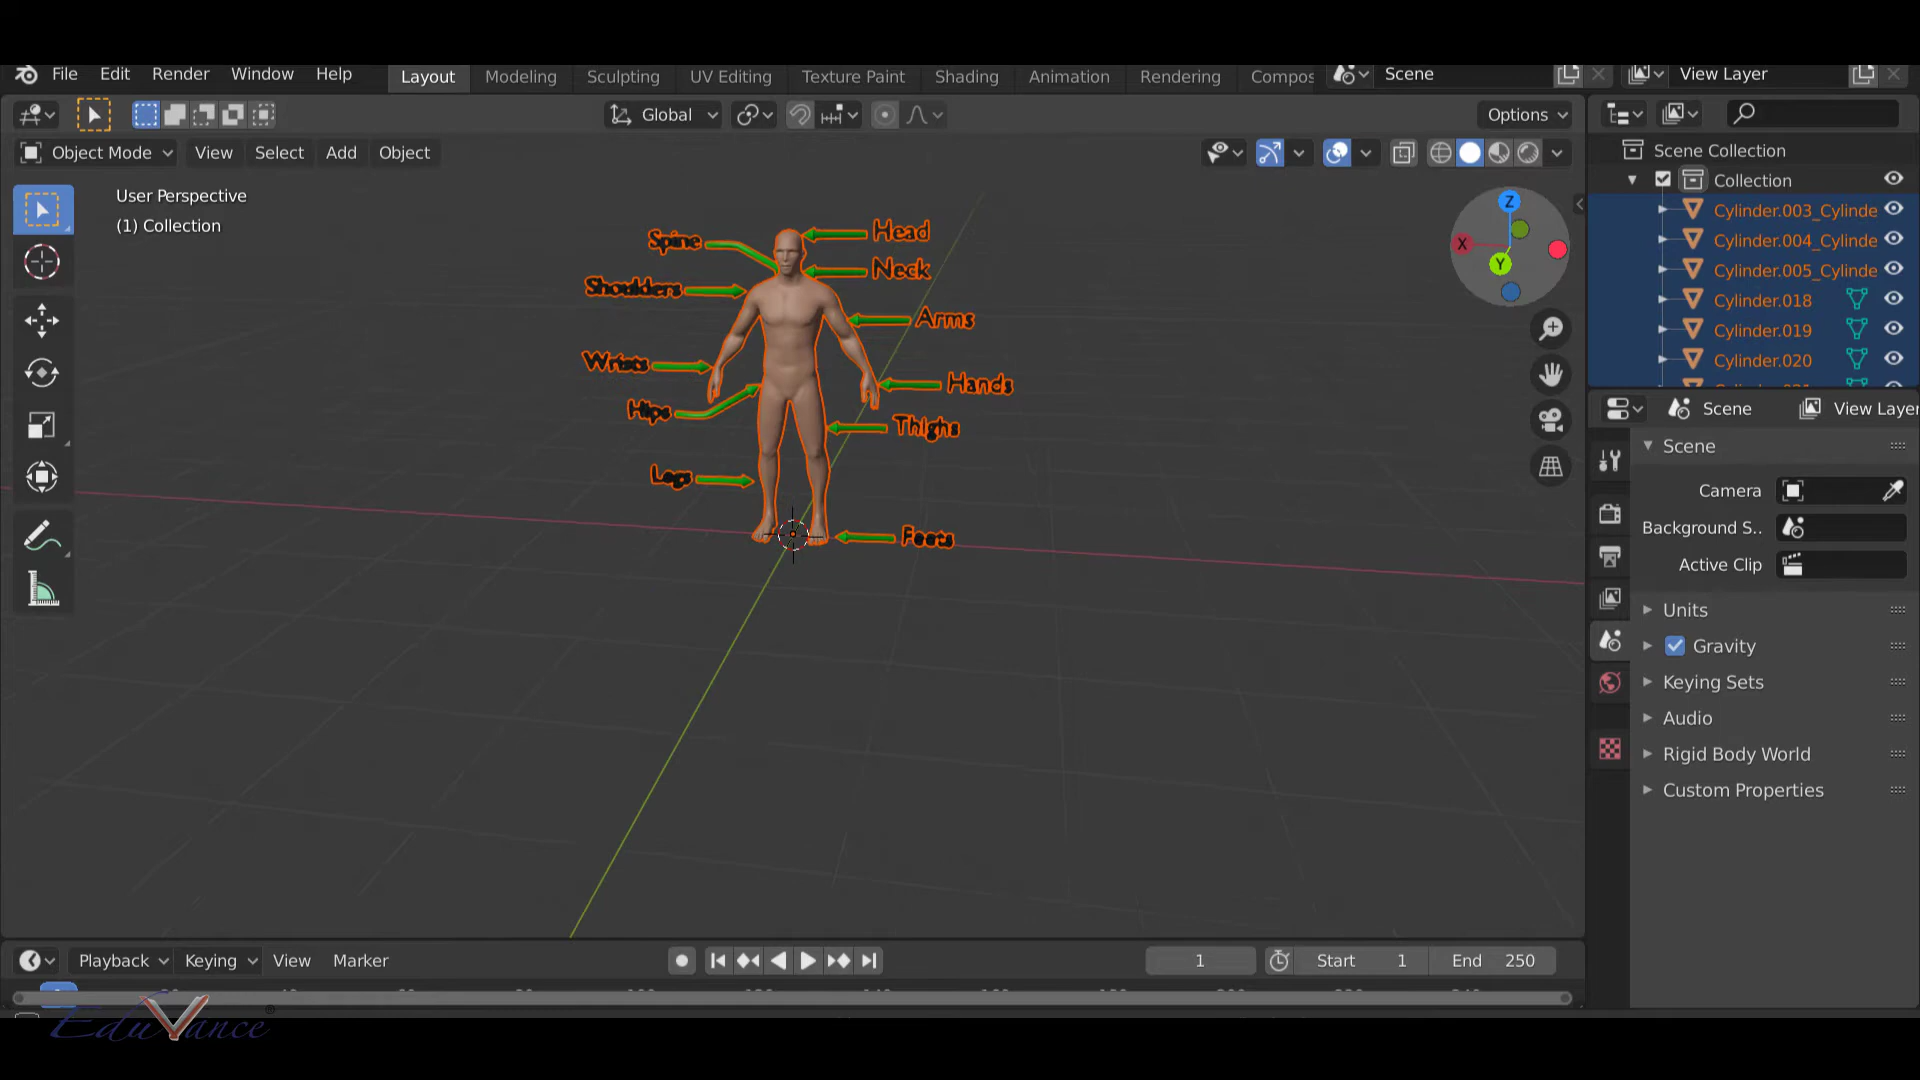 File Edit Render Window Help Layout Modeling Sculpting UV Editing Texture Paint Shading Animation Rendering Compos Scene View Layer
Global Options
Object Mode View Select Add Object
Scene Collection
Collection
User Perspective
(1) Collection
Cylinder.003_Cylinde
Cylinder.004_Cylinde
Cylinder.005_Cylinde
Cylinder.018
Cylinder.019
Cylinder.020
Z
X
Y
Spine Head
Neck
Shoulders
Arms
Wrists
Hands
Hips
Thighs
Legs
Feets
Scene View Layer
Scene
Camera
Background S..
Active Clip
Units
Gravity
Keying Sets
Audio
Rigid Body World
Custom Properties
Playback Keying View Marker 1 Start 1 End 250
EduVance